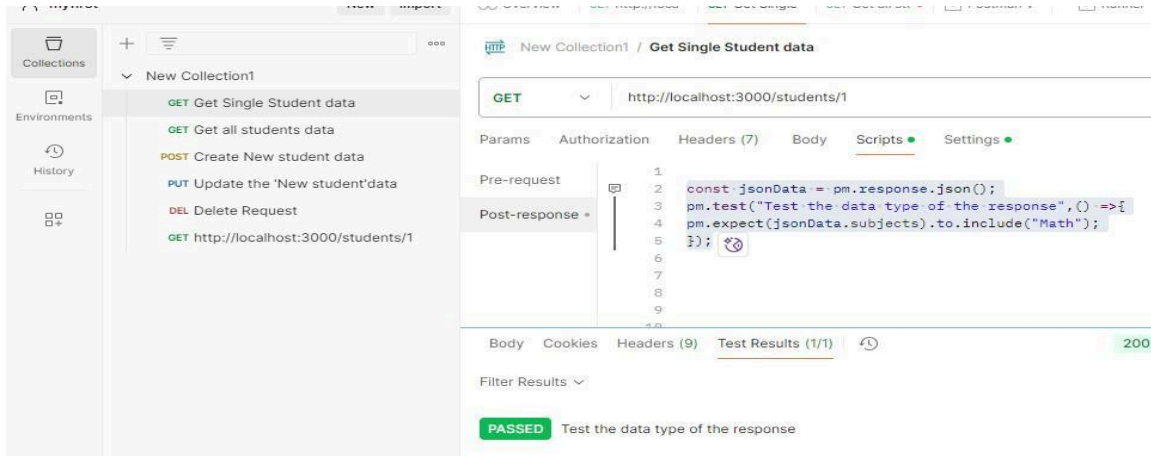 Collections
Environments
History
New Collection1
GET Get Single Student data
GET Get all students data
POST Create New student data
PUT Update the 'New student'data
DEL Delete Request
GET http://localhost:3000/students/1
HTTP New Collection1 / Get Single Student data
GET http://localhost:3000/students/1
Params Authorization Headers (7) Body Scripts Settings
Pre-request
Post-response
1
2 const jsonData = pm.response.json();
3 pm.test("Test the data type of the response",() =>{
4 pm.expect(jsonData.subjects).to.include("Math");
5 });
6
7
8
9
Body Cookies Headers (9) Test Results (1/1) 200
Filter Results
PASSED Test the data type of the response